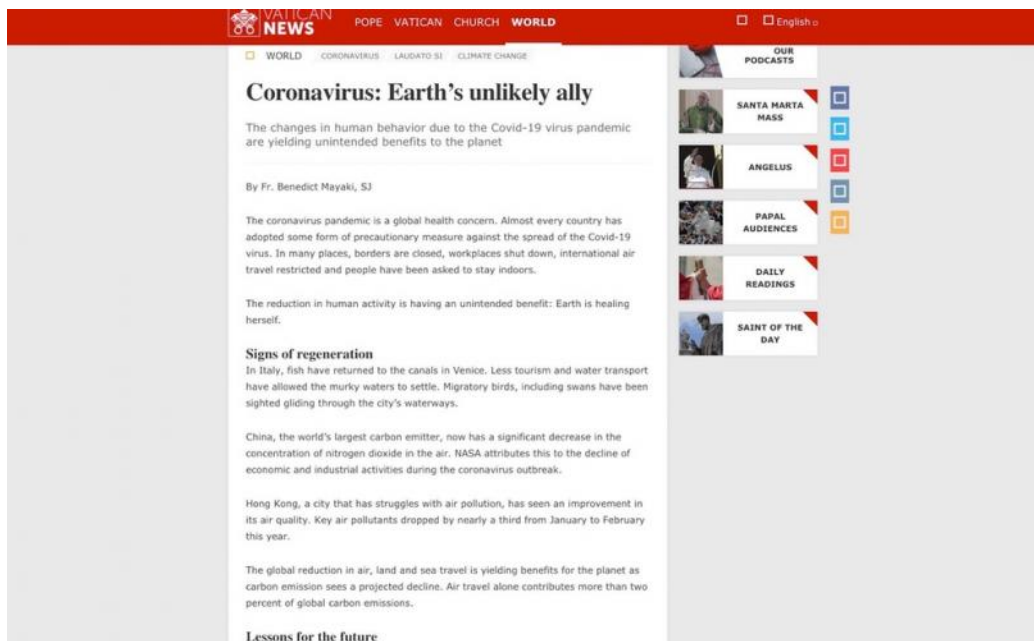 VATICAN
NEWS
POPE VATICAN CHURCH WORLD
English
WORLD CORONAVIRUS LAUDATO SI CLIMATE CHANGE
Coronavirus: Earth's unlikely ally
The changes in human behavior due to the Covid-19 virus pandemic
are yielding unintended benefits to the planet
By Fr. Benedict Mayaki, SJ
The coronavirus pandemic is a global health concern. Almost every country has
adopted some form of precautionary measure against the spread of the Covid-19
virus. In many places, borders are closed, workplaces shut down, international air
travel restricted and people have been asked to stay indoors.
The reduction in human activity is having an unintended benefit: Earth is healing
herself.
Signs of regeneration
In Italy, fish have returned to the canals in Venice. Less tourism and water transport
have allowed the murky waters to settle. Migratory birds, including swans have been
sighted gliding through the city's waterways.
China, the world's largest carbon emitter, now has a significant decrease in the
concentration of nitrogen dioxide in the air. NASA attributes this to the decline of
economic and industrial activities during the coronavirus outbreak.
Hong Kong, a city that has struggles with air pollution, has seen an improvement in
its air quality. Key air pollutants dropped by nearly a third from January to February
this year.
The global reduction in air, land and sea travel is yielding benefits for the planet as
carbon emission sees a projected decline. Air travel alone contributes more than two
percent of global carbon emissions.
Lessons for the future
OUR
PODCASTS
SANTA MARTA
MASS
ANGELUS
PAPAL
AUDIENCES
DAILY
READINGS
SAINT OF THE
DAY